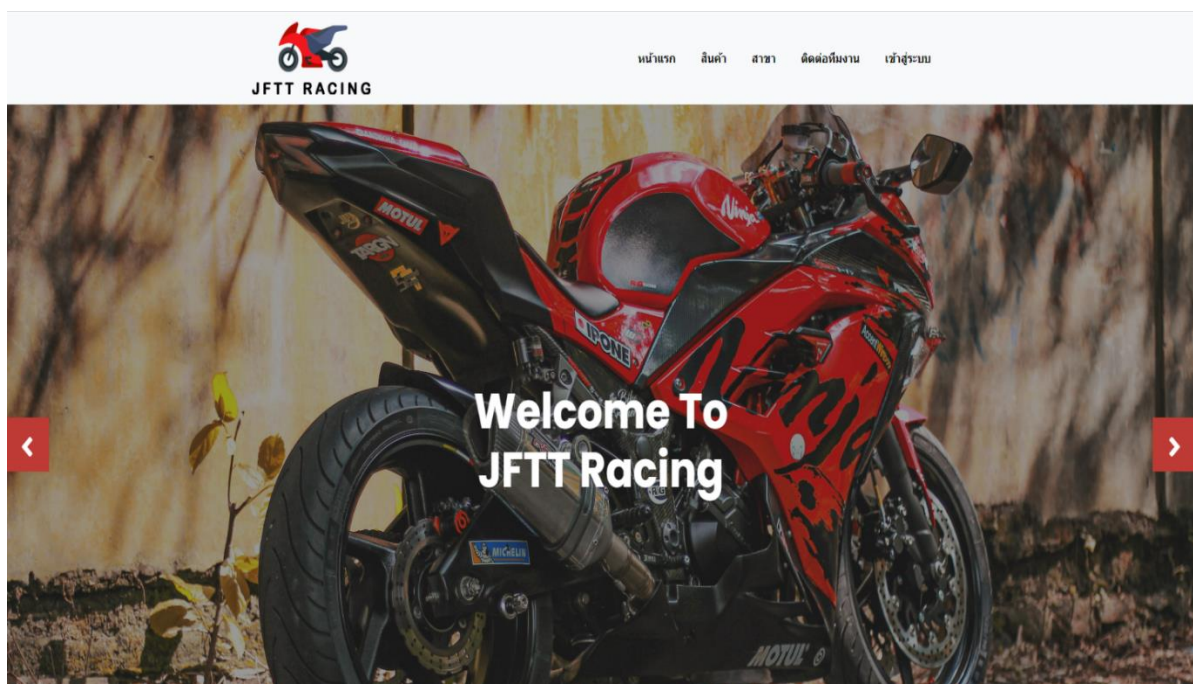 JFTT RACING
หน้าแรก สินค้า สาขา ติดต่อทีมงาน เข้าสู่ระบบ
MOTUL
Ninja
IPONE
Ninja
Welcome To
JFTT Racing
MICHELIN
MOTUL